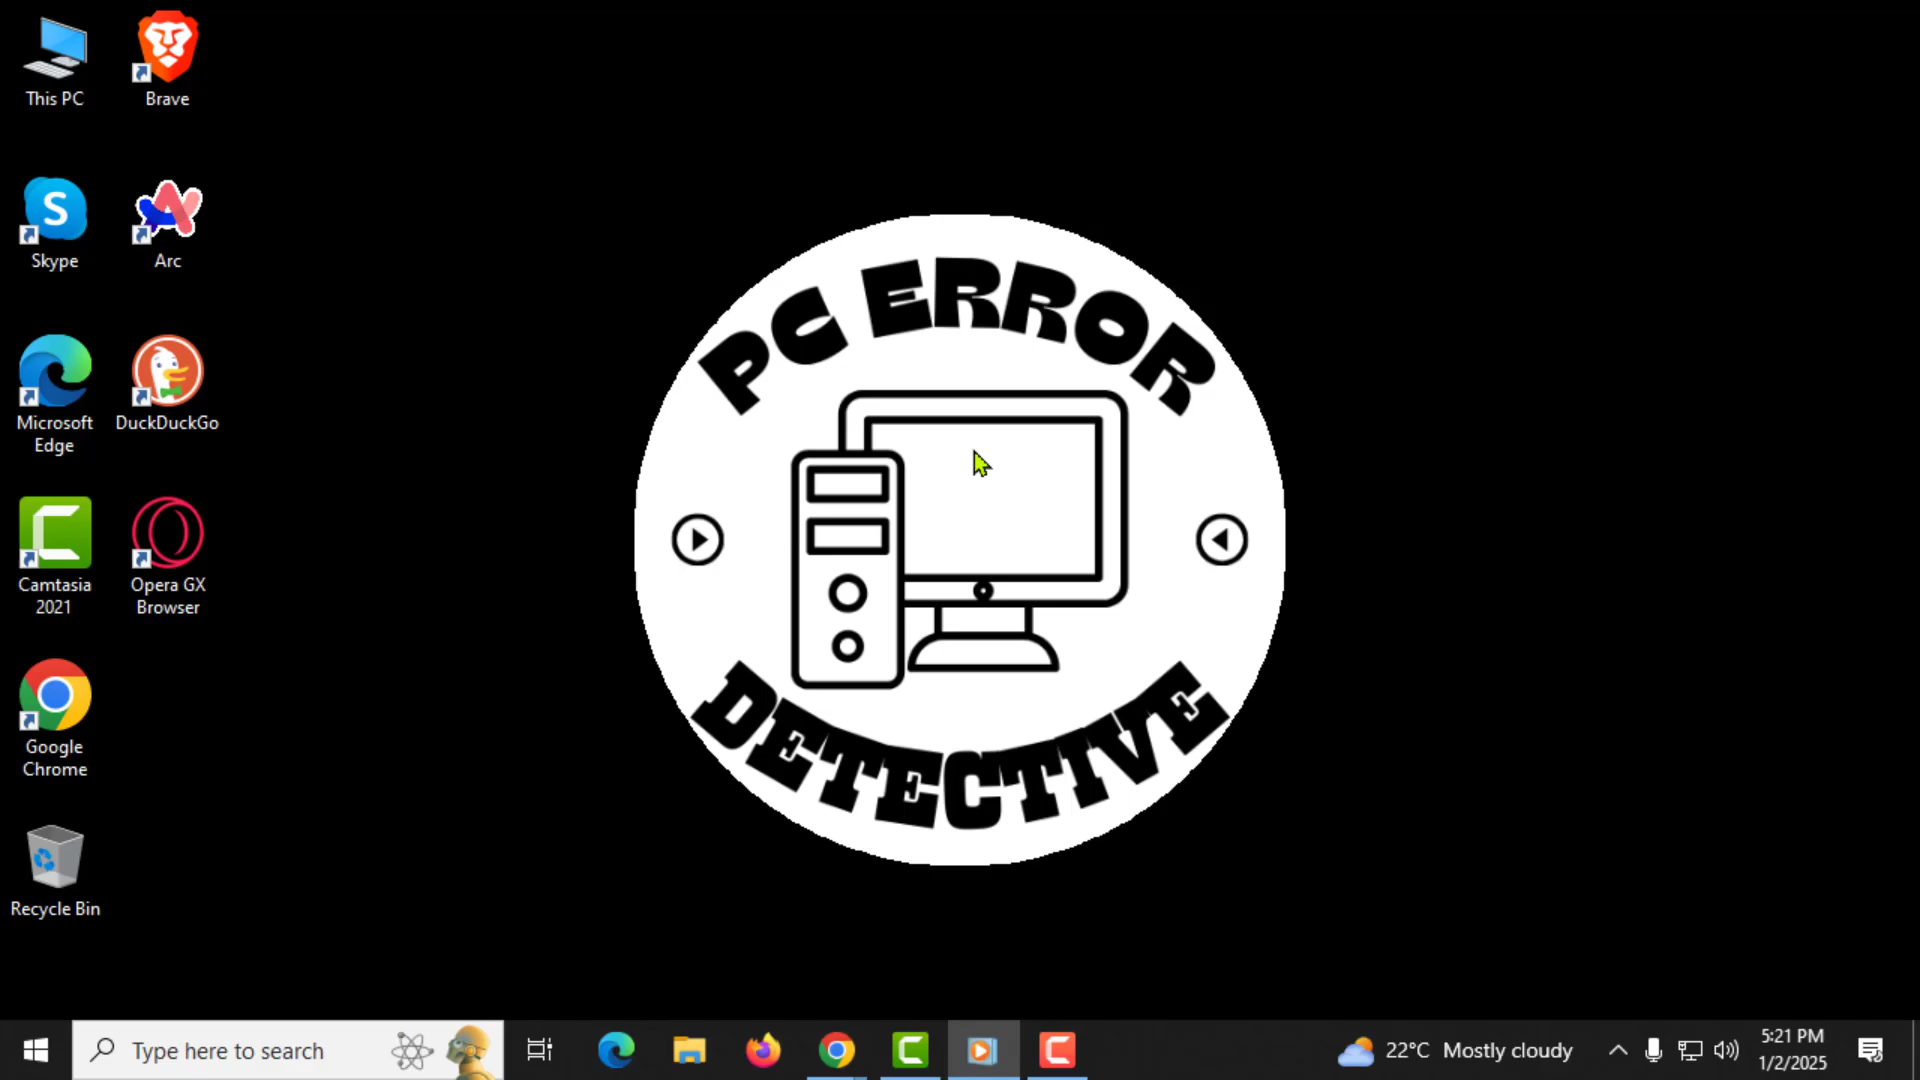 This PC
Brave
Skype
Arc
Microsoft
Edge
DuckDuckGo
Camtasia
2021
Opera GX
Browser
Google
Chrome
Recycle Bin
PC ERROR
DETECTIVE
Type here to search
22°C Mostly cloudy
5:21 PM
1/2/2025